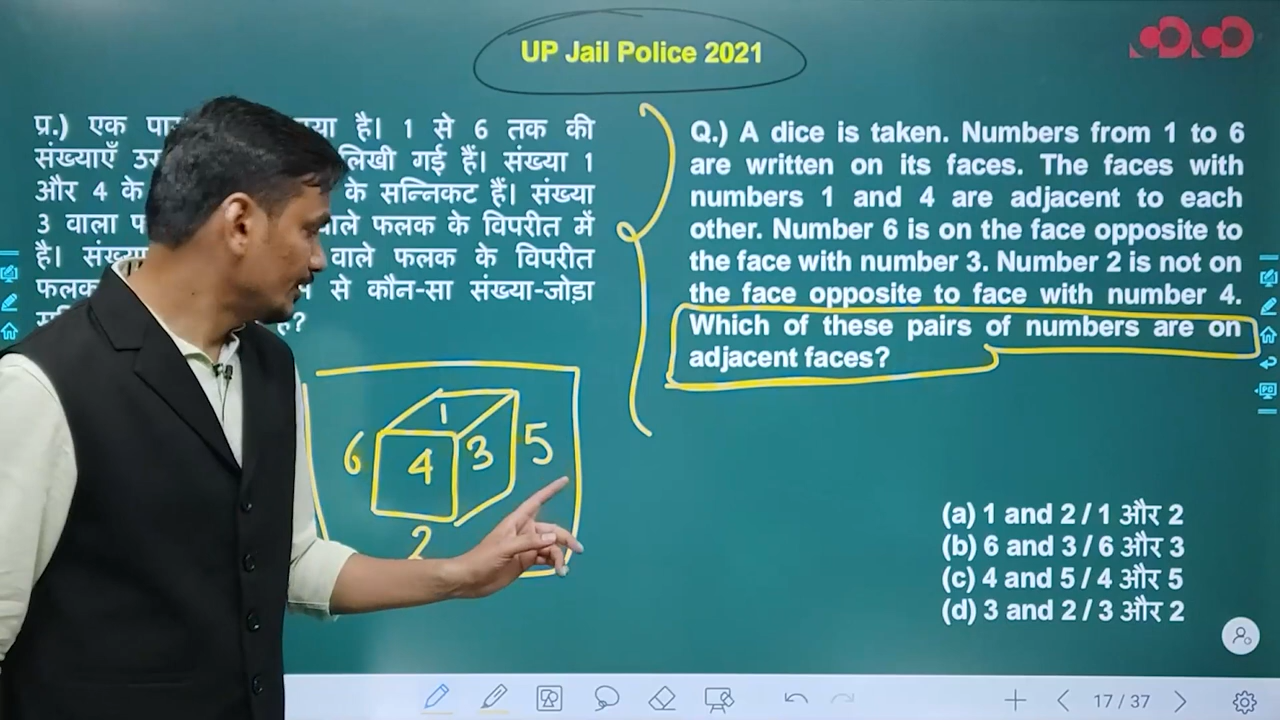 UP Jail Police 2021
प्र.) एक है। 1 से 6 तक की
संख्याएँ लिखी गई हैं। संख्या 1
और 4 के के सन्निकट हैं। संख्या
3 वाला वाले फलक के विपरीत में
है। वाले फलक के विपरीत
से कौन-सा संख्या-जोड़ा
Q.) A dice is taken. Numbers from 1 to 6
are written on its faces. The faces with
numbers 1 and 4 are adjacent to each
other. Number 6 is on the face opposite to
the face with number 3. Number 2 is not on
the face opposite to face with number 4.
Which of these pairs of numbers are on
adjacent faces?
1
6 4 3 5
2
(a) 1 and 2 / 1 और 2
(b) 6 and 3 / 6 और 3
(c) 4 and 5 / 4 और 5
(d) 3 and 2 / 3 और 2
17 / 37